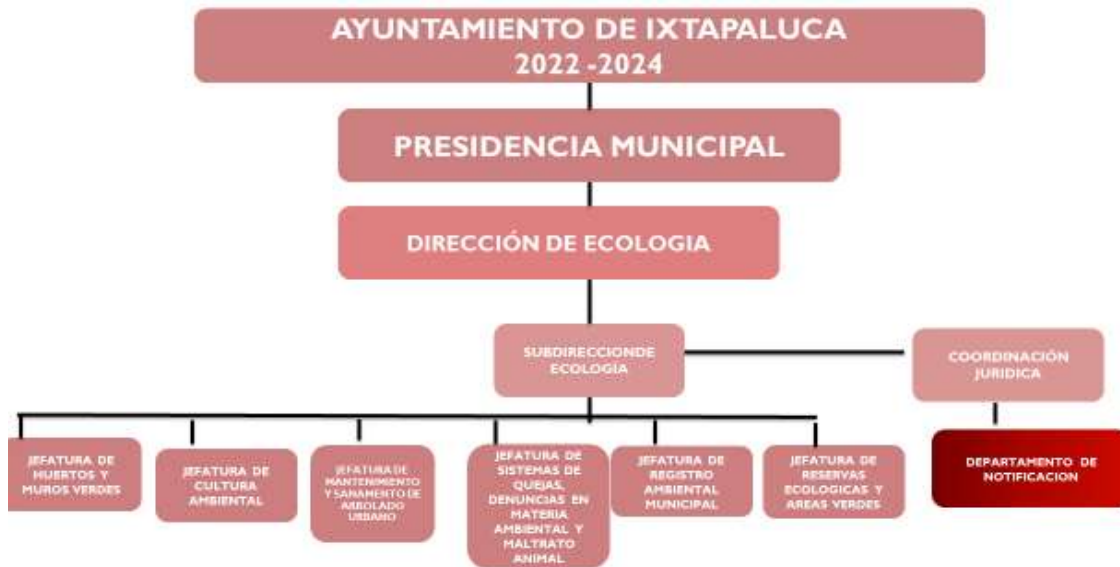 AYUNTAMIENTO DE IXTAPALUCA
2022 -2024
PRESIDENCIA MUNICIPAL
DIRECCIÓN DE ECOLOGIA
SUBDIRECCIONDE
ECOLOGÍA
COORDINACIÓN
JURIDICA
JEFATURA DE
HUERTOS Y
MUROS VERDES
JEFATURA DE
CULTURA
AMBIENTAL
JEFATURA DE
MANTENIMIENTO
Y SANAMENTO DE
ARBOLADO
URBANO
JEFATURA DE
SISTEMAS DE
QUEJAS,
DENUNCIAS EN
MATERIA
AMBIENTAL Y
MALTRATO
ANIMAL
JEFATURA DE
REGISTRO
AMBIENTAL
MUNICIPAL
JEFATURA DE
RESERVAS
ECOLOGICAS Y
AREAS VERDES
DEPARTAMENTO DE
NOTIFICACION